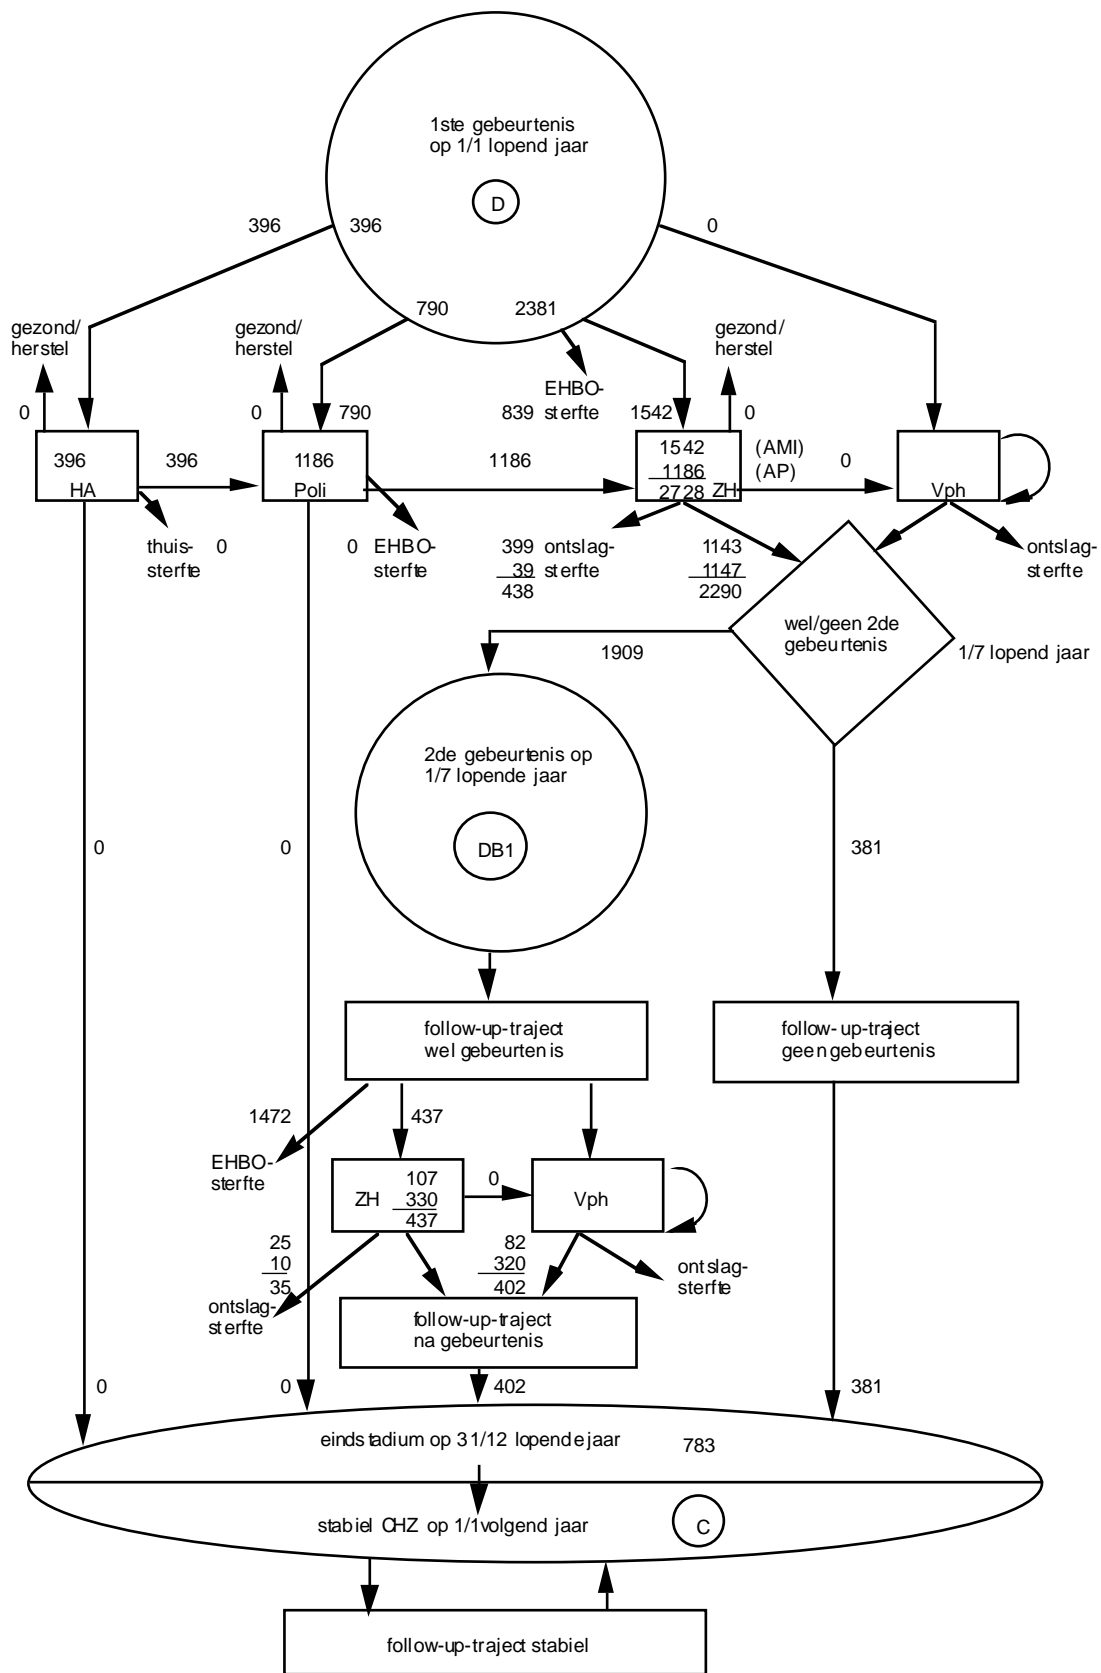 1ste gebeurtenis
op 1/1 lopend jaar
D
396
396
0
790
2381
gezond/
herstel
gezond/
herstel
gezond/
herstel
EHBO-
sterfte
0
0
790
839
1542
0
396
HA
396
1186
Poli
1186
1542
1186
2728 ZH
(AMI)
(AP)
0
Vph
thuis-
sterfte
0
0
EHBO-
sterfte
399
39
438
ontslag-
sterfte
1143
1147
2290
ontslag-
sterfte
wel/geen 2de
gebeurtenis
1/7 lopend jaar
1909
2de gebeurtenis op
1/7 lopende jaar
DB1
0
0
381
follow-up-traject
wel gebeurtenis
follow-up-traject
geen gebeurtenis
1472
437
EHBO-
sterfte
ZH
107
330
437
0
Vph
25
10
35
82
320
402
ontslag-
sterfte
ontslag-
sterfte
follow-up-traject
na gebeurtenis
0
0
402
381
eindstadium op 31/12 lopende jaar
783
stabiel CHZ op 1/1 volgend jaar
C
follow-up-traject stabiel